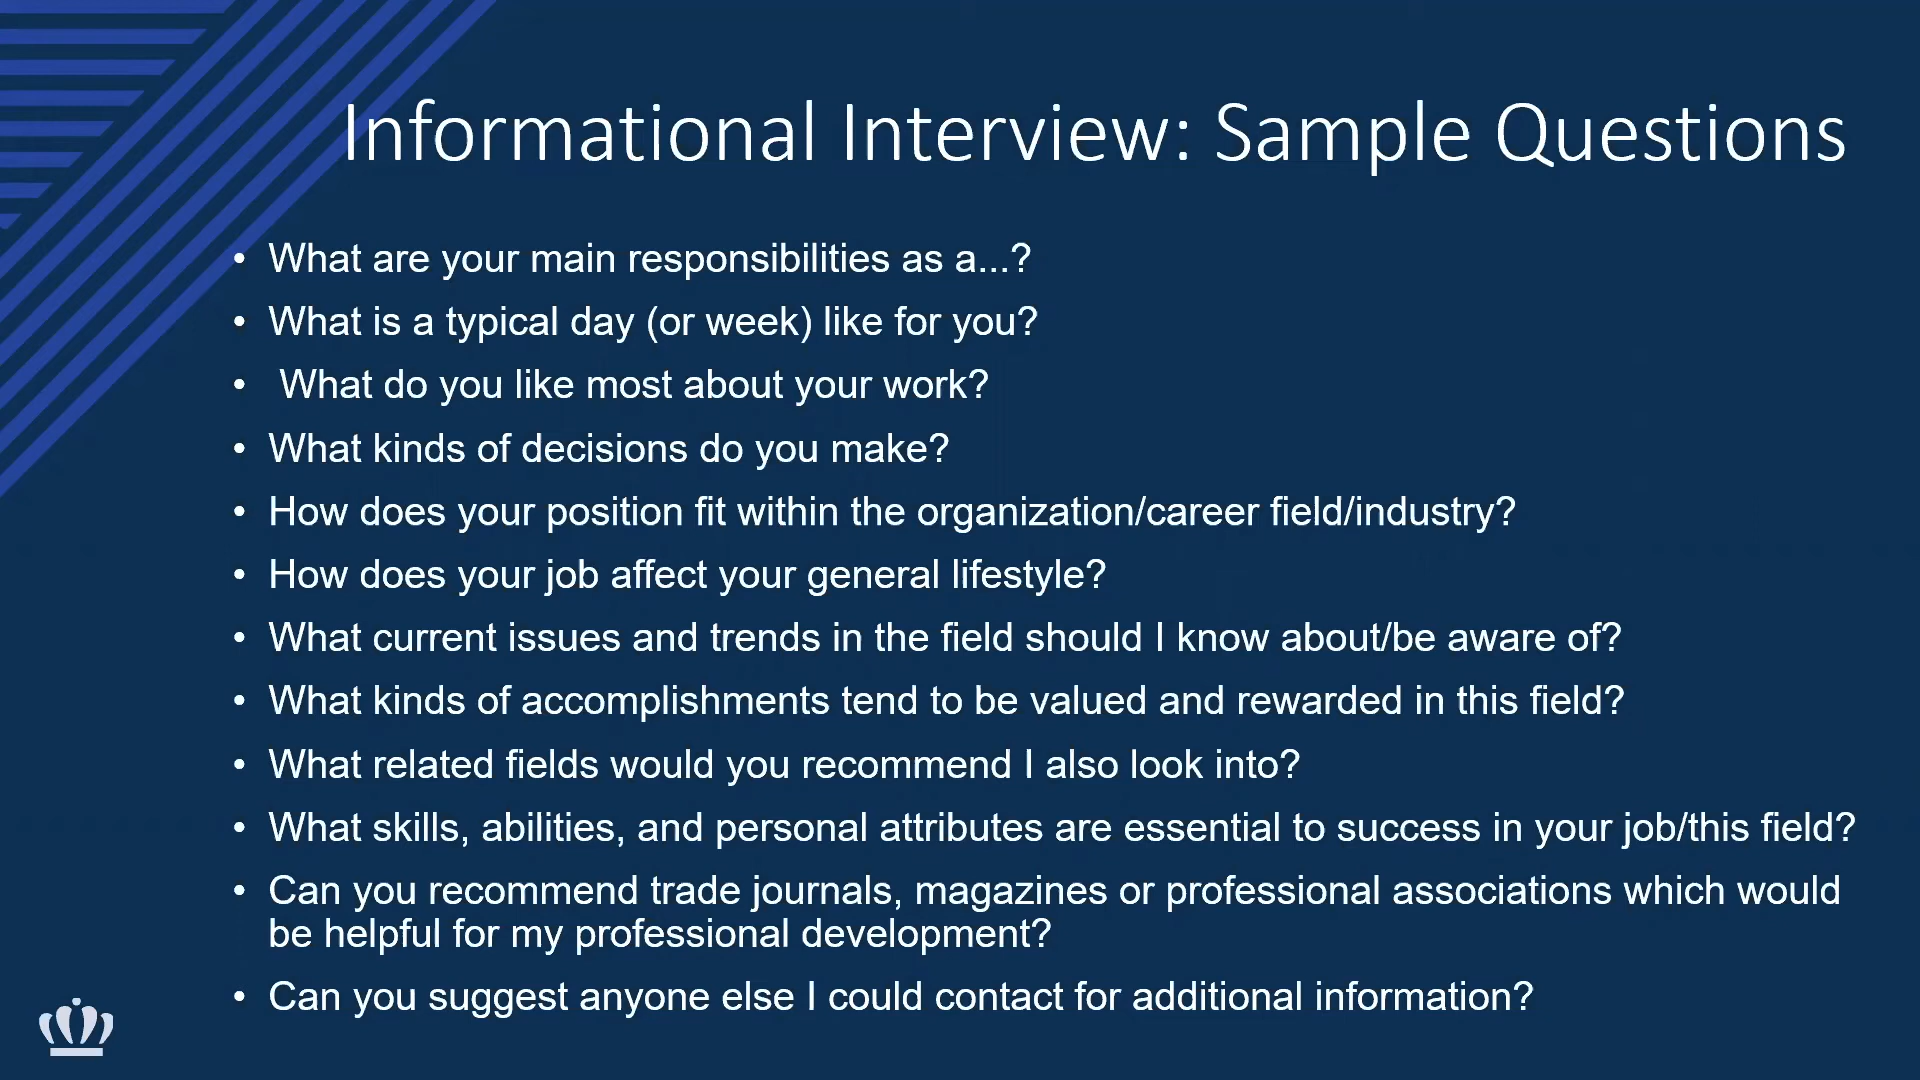 Informational Interview: Sample Questions
• What are your main responsibilities as a...?
• What is a typical day (or week) like for you?
• What do you like most about your work?
• What kinds of decisions do you make?
• How does your position fit within the organization/career field/industry?
• How does your job affect your general lifestyle?
• What current issues and trends in the field should I know about/be aware of?
• What kinds of accomplishments tend to be valued and rewarded in this field?
• What related fields would you recommend I also look into?
• What skills, abilities, and personal attributes are essential to success in your job/this field?
• Can you recommend trade journals, magazines or professional associations which would
be helpful for my professional development?
• Can you suggest anyone else I could contact for additional information?